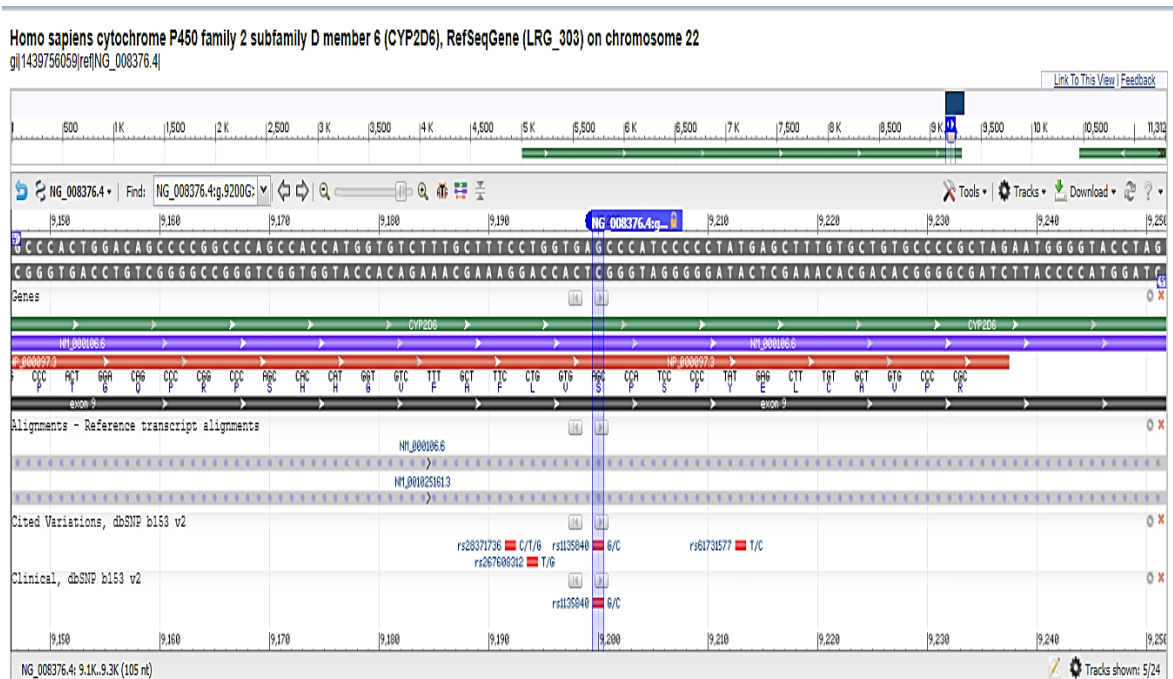 Homo sapiens cytochrome P450 family 2 subfamily D member 6 (CYP2D6), RefSeqGene (LRG_303) on chromosome 22
gi|1439756059|ref|NG_008376.4|
Link To This View | Feedback
500 1K 1,500 2 K 2,500 3 K 3,500 4 K 4,500 5 K 5,500 6 K 6,500 7 K 7,500 8 K 8,500 9 K 9,500 10 K 10,500 11,312
NG_008376.4 Find: NG_008376.4:g.9200G: Tools Tracks Download ?
9,150 9,160 9,170 9,180 9,190 NG_008376.4:g... 9,210 9,220 9,230 9,240 9,25
G C C C A C T G G A C A G C C C C G G C C C A G C C A C C A T G G T G T C T T T G C T T T C C T G G T G A G C C C A T C C C C C T A T G A G C T T T G T G C T G T G C C C C G C T A G A A T G G G G T A C C T A G
C G G G T G A C C T G T C G G G G C C G G G T C G G T G G T A C C A C A G A A A C G A A A G G A C C A C T C G G G T A G G G G G A T A C T C G A A A C A C G A C A C G G G G C G A T C T T A C C C C A T G G A T C
Genes
CYP2D6 CYP2D6
NM_000106.6 NM_000106.6
NP_000097.3 NP_000097.3
CCC ACT GGA CAG CCC CGG CCC AGC CAC CAT GGT GTC TTT GCT TTC CTG GTG AGC CCA TCC CCC TAT GAG CTT TGT GCT GTG CCC CGC
P T G Q P R P S H H G V F A F L V S P S P Y E L C A V P R
exon 9 exon 9
Alignments - Reference transcript alignments
NM_000106.6
NM_001025161.3
Cited Variations, dbSNP b153 v2
rs28371736 C/T/G rs1135840 G/C rs61731577 T/C
rs267608312 T/G
Clinical, dbSNP b153 v2
rs1135840 G/C
9,150 9,160 9,170 9,180 9,190 9,200 9,210 9,220 9,230 9,240 9,25
NG_008376.4: 9.1K..9.3K (105 nt) Tracks shown: 5/24